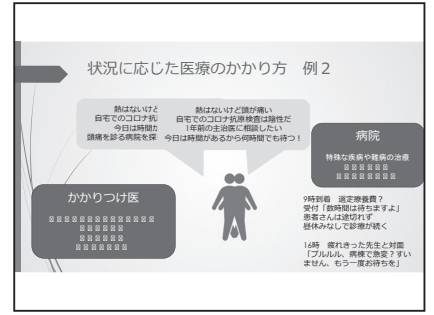 状況に応じた医療のかかり方　例２
熱はないけど
自宅でのコロナ抗
今日は時間か
頭痛を診る病院を探
熱はないけど頭が痛い
自宅でのコロナ抗原検査は陰性だ
1年前の主治医に相談したい
今日は時間があるから何時間でも待つ！
病院
特殊な疾病や難病の治療
かかりつけ医
9時到着　選定療養費？
受付「数時間は待ちますよ」
患者さんは途切れず
昼休みなしで診療が続く
16時　疲れきった先生と対面
「プルルル、病棟で急変？すい
ません、もう一度お待ちを」